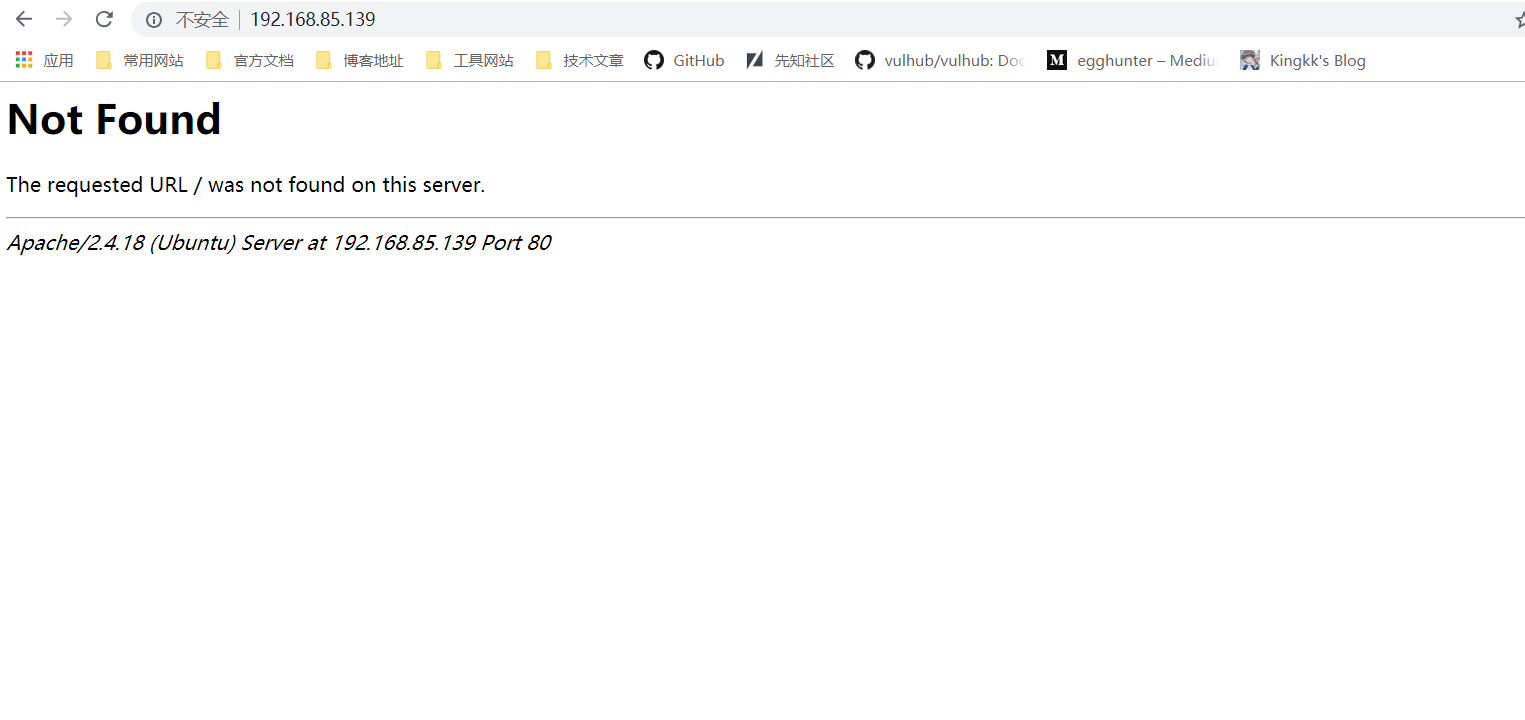 不安全 192.168.85.139
应用 常用网站 官方文档 博客地址 工具网站 技术文章 GitHub 先知社区 vulhub/vulhub: Doc egghunter – Mediu Kingkk's Blog
Not Found
The requested URL / was not found on this server.
Apache/2.4.18 (Ubuntu) Server at 192.168.85.139 Port 80